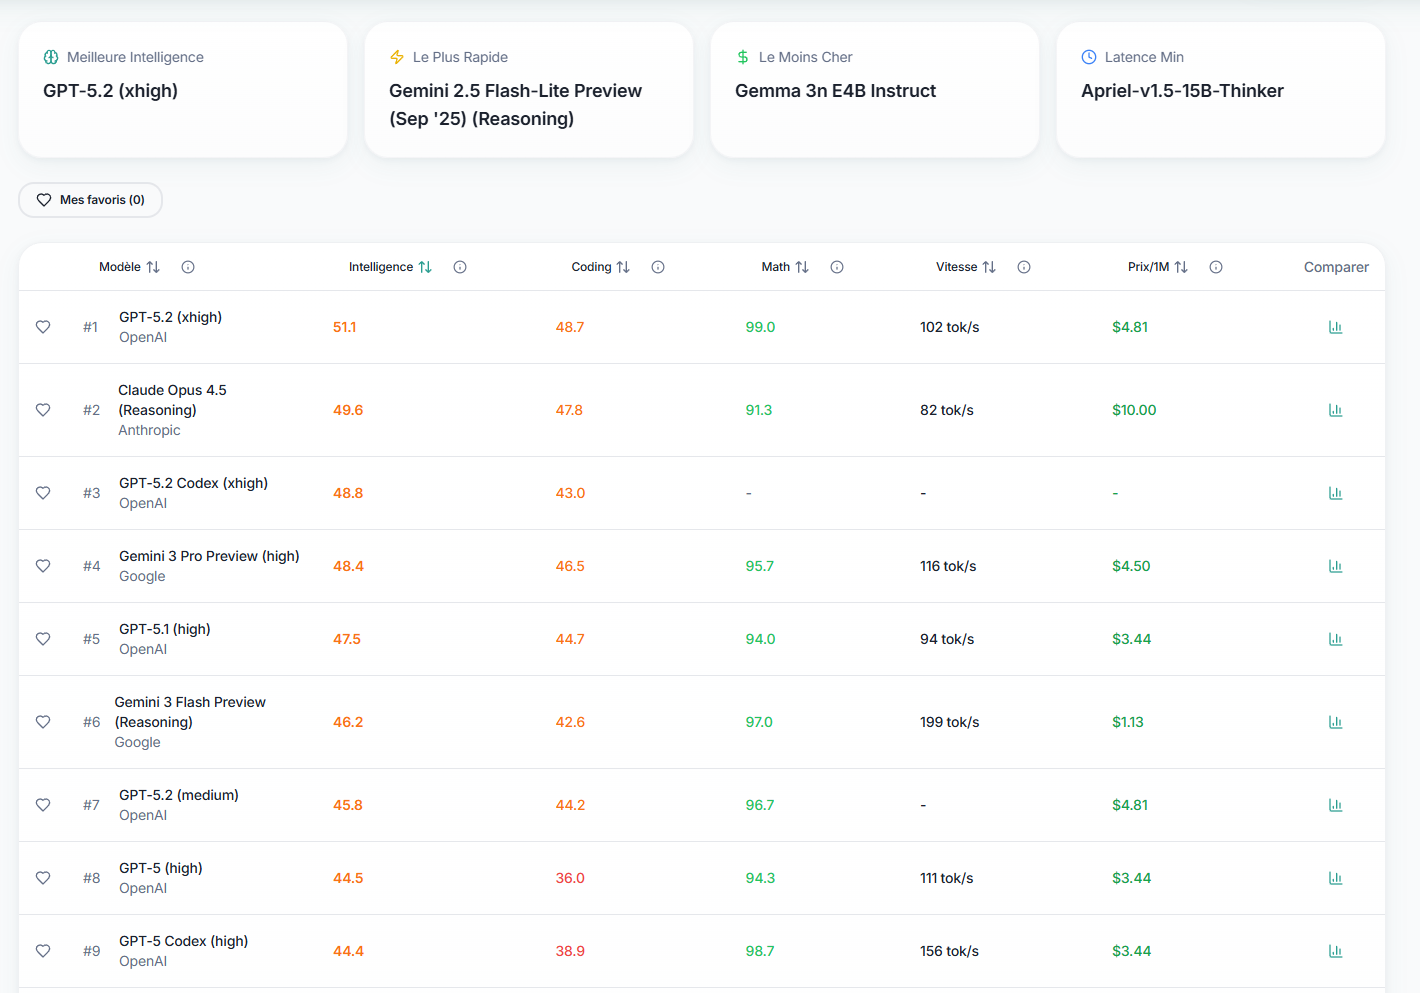 Meilleure Intelligence
GPT-5.2 (xhigh)
Le Plus Rapide
Gemini 2.5 Flash-Lite Preview
(Sep '25) (Reasoning)
Le Moins Cher
Gemma 3n E4B Instruct
Latence Min
Apriel-v1.5-15B-Thinker
Mes favoris (0)
Modèle Intelligence Coding Math Vitesse Prix/1M Comparer
#1 GPT-5.2 (xhigh) 51.1 48.7 99.0 102 tok/s $4.81
OpenAI
Claude Opus 4.5
#2 (Reasoning) 49.6 47.8 91.3 82 tok/s $10.00
Anthropic
#3 GPT-5.2 Codex (xhigh) 48.8 43.0 - - -
OpenAI
#4 Gemini 3 Pro Preview (high) 48.4 46.5 95.7 116 tok/s $4.50
Google
#5 GPT-5.1 (high) 47.5 44.7 94.0 94 tok/s $3.44
OpenAI
Gemini 3 Flash Preview
#6 (Reasoning) 46.2 42.6 97.0 199 tok/s $1.13
Google
#7 GPT-5.2 (medium) 45.8 44.2 96.7 - $4.81
OpenAI
#8 GPT-5 (high) 44.5 36.0 94.3 111 tok/s $3.44
OpenAI
#9 GPT-5 Codex (high) 44.4 38.9 98.7 156 tok/s $3.44
OpenAI